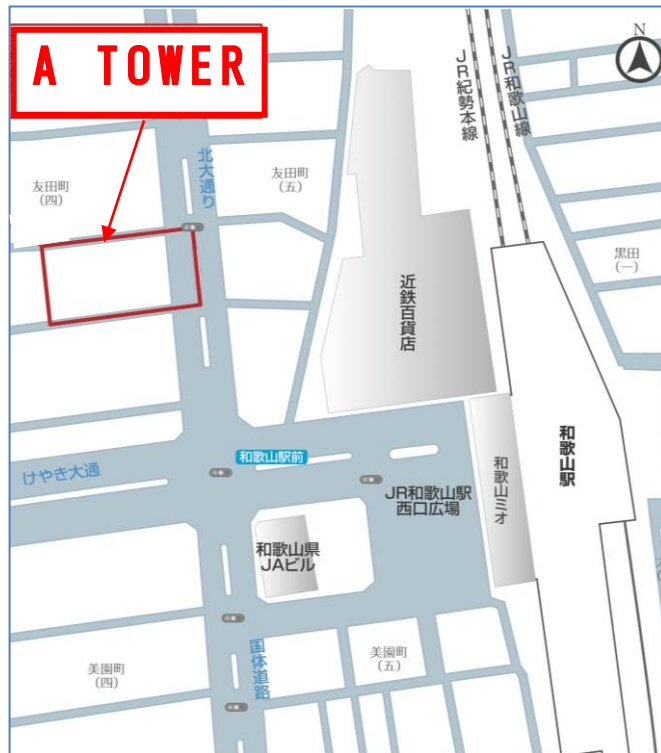 A TOWER
N
JR紀勢本線
JR和歌山線
北大通り
友田町
(四)
友田町
(五)
黒田
(一)
近鉄百貨店
和歌山駅
和歌山ミオ
和歌山駅前
けやき大通
JR和歌山駅
西口広場
和歌山県
JAビル
国体道路
美園町
(四)
美園町
(五)